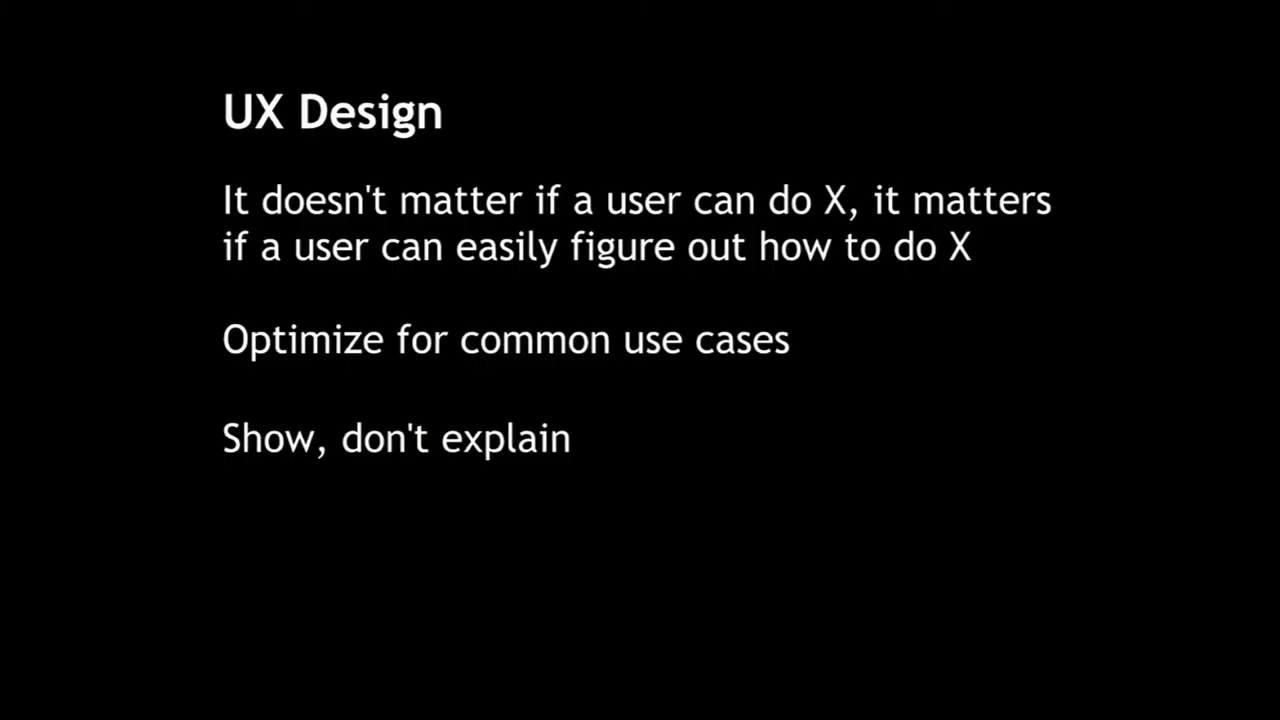 UX Design
It doesn't matter if a user can do X, it matters
if a user can easily figure out how to do X
Optimize for common use cases
Show, don't explain